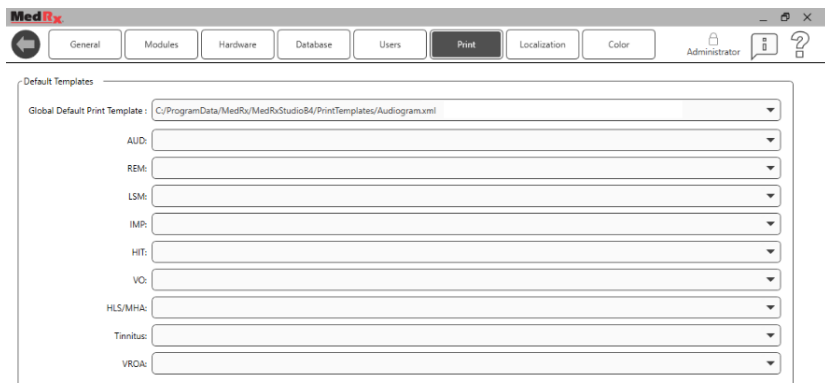 MedRx
General Modules Hardware Database Users Print Localization Color Administrator i ?
Default Templates
Global Default Print Template : C:/ProgramData/MedRx/MedRxStudio84/PrintTemplates/Audiogram.xml
AUD:
REM:
LSM:
IMP:
HIT:
VO:
HLS/MHA:
Tinnitus:
VROA: